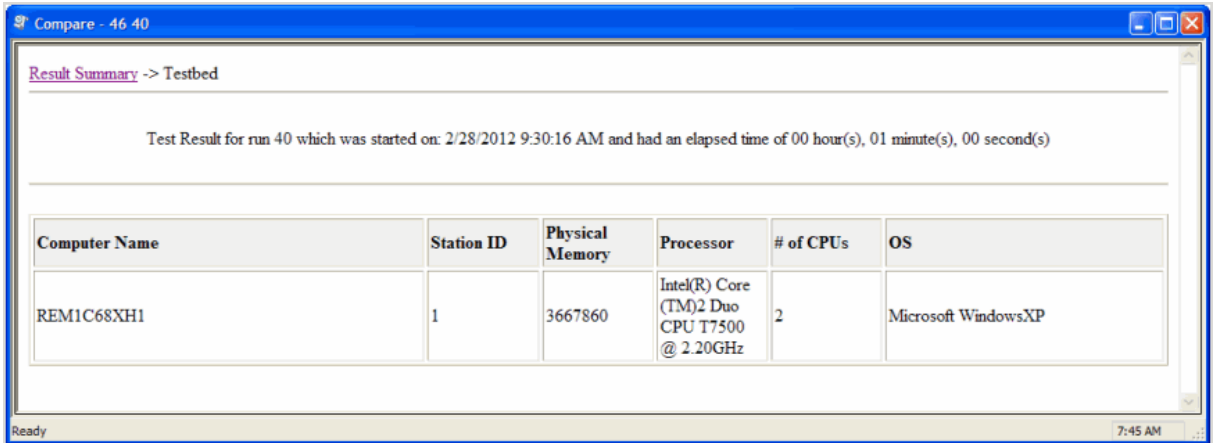 Compare - 46 40
Result Summary -> Testbed
Test Result for run 40 which was started on: 2/28/2012 9:30:16 AM and had an elapsed time of 00 hour(s), 01 minute(s), 00 second(s)
Computer Name Station ID Physical Memory Processor # of CPUs OS
REM1C68XH1 1 3667860 Intel(R) Core (TM)2 Duo CPU T7500 @ 2.20GHz 2 Microsoft WindowsXP
Ready 7:45 AM